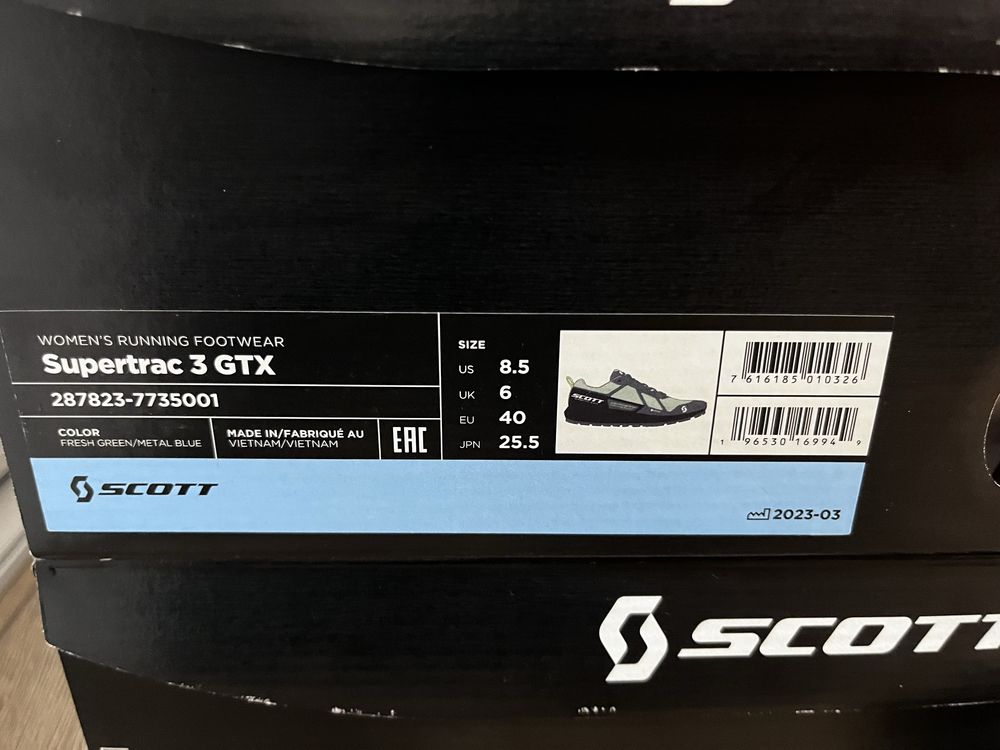 WOMEN'S RUNNING FOOTWEAR
Supertrac 3 GTX
287823-7735001
COLOR
FRESH GREEN/METAL BLUE
MADE IN/FABRIQUÉ AU
VIETNAM/VIETNAM
EAC
SIZE
US 8.5
UK 6
EU 40
JPN 25.5
SCOTT
7 616185 010326
1 96530 16994 9
SCOTT
2023-03
SCOTT